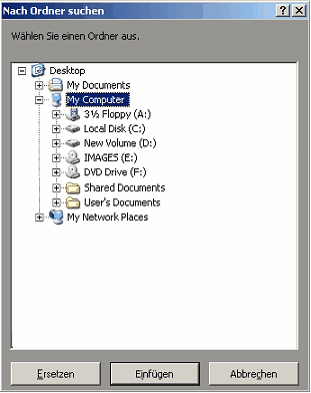 Nach Ordner suchen
Wählen Sie einen Ordner aus.
Desktop
My Documents
My Computer
3½ Floppy (A:)
Local Disk (C:)
New Volume (D:)
IMAGES (E:)
DVD Drive (F:)
Shared Documents
User's Documents
My Network Places
Ersetzen Einfügen Abbrechen